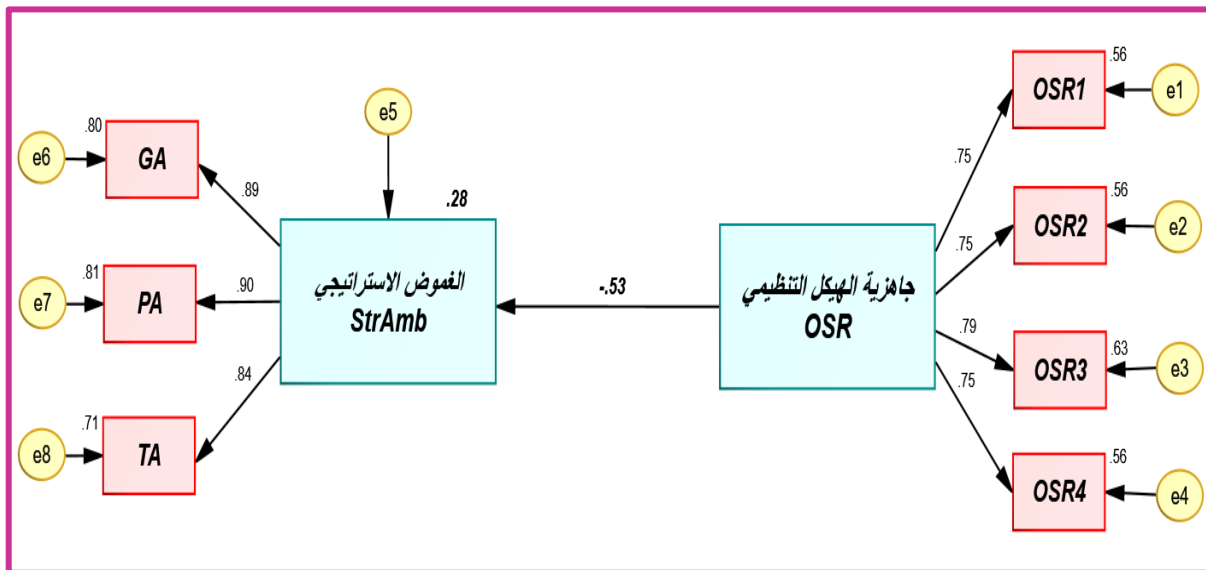 .56
OSR1
e1
e5
.75
.80
e6
GA
.89
.28
.56
OSR2
e2
.75
الغموض الاستراتيجي
StrAmb
-.53
جاهزية الهيكل التنظيمي
OSR
.81
e7
PA
.90
.79
.63
OSR3
e3
.84
.75
.71
e8
TA
.56
OSR4
e4